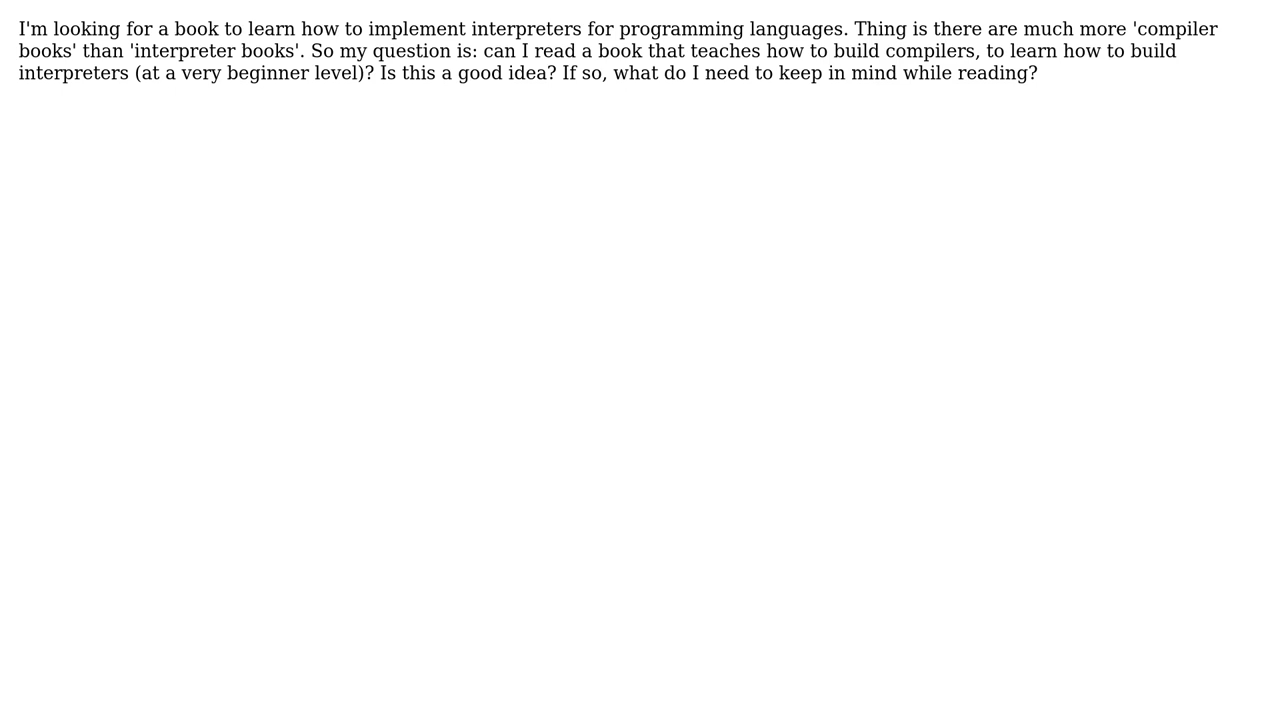 I'm looking for a book to learn how to implement interpreters for programming languages. Thing is there are much more 'compiler
books' than 'interpreter books'. So my question is: can I read a book that teaches how to build compilers, to learn how to build
interpreters (at a very beginner level)? Is this a good idea? If so, what do I need to keep in mind while reading?